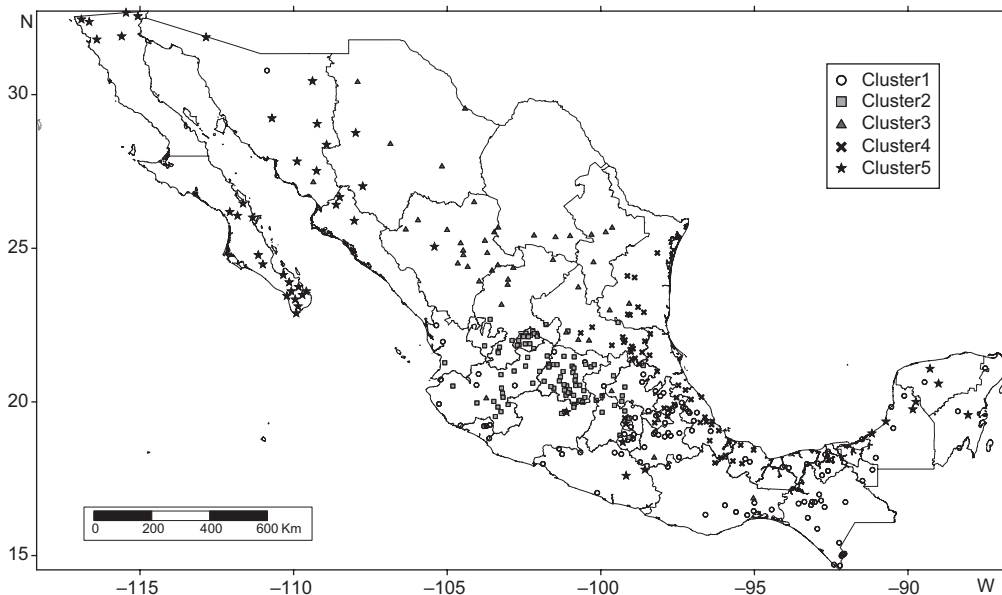 N
30
25
20
15
Cluster1
Cluster2
Cluster3
Cluster4
Cluster5
0 200 400 600 Km
–115 –110 –105 –100 –95 –90 W